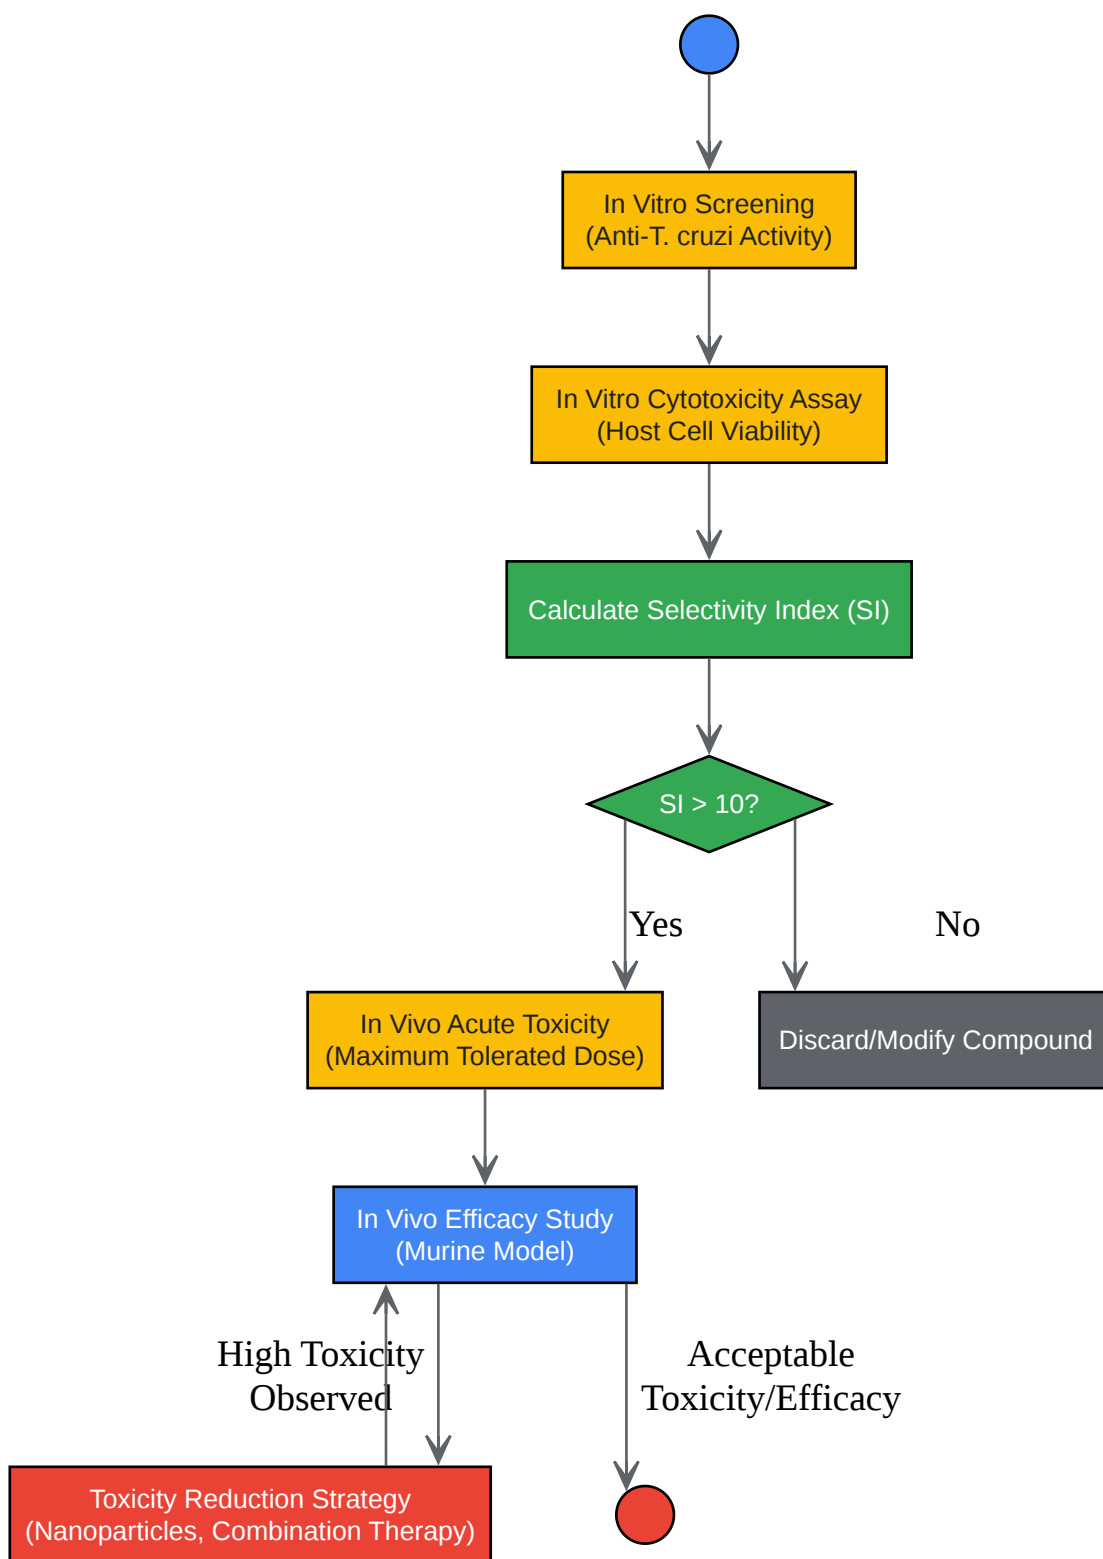 In Vitro Screening
(Anti-T. cruzi Activity)
In Vitro Cytotoxicity Assay
(Host Cell Viability)
Calculate Selectivity Index (SI)
SI > 10?
Yes
No
In Vivo Acute Toxicity
(Maximum Tolerated Dose)
Discard/Modify Compound
In Vivo Efficacy Study
(Murine Model)
High Toxicity
Observed
Acceptable
Toxicity/Efficacy
Toxicity Reduction Strategy
(Nanoparticles, Combination Therapy)